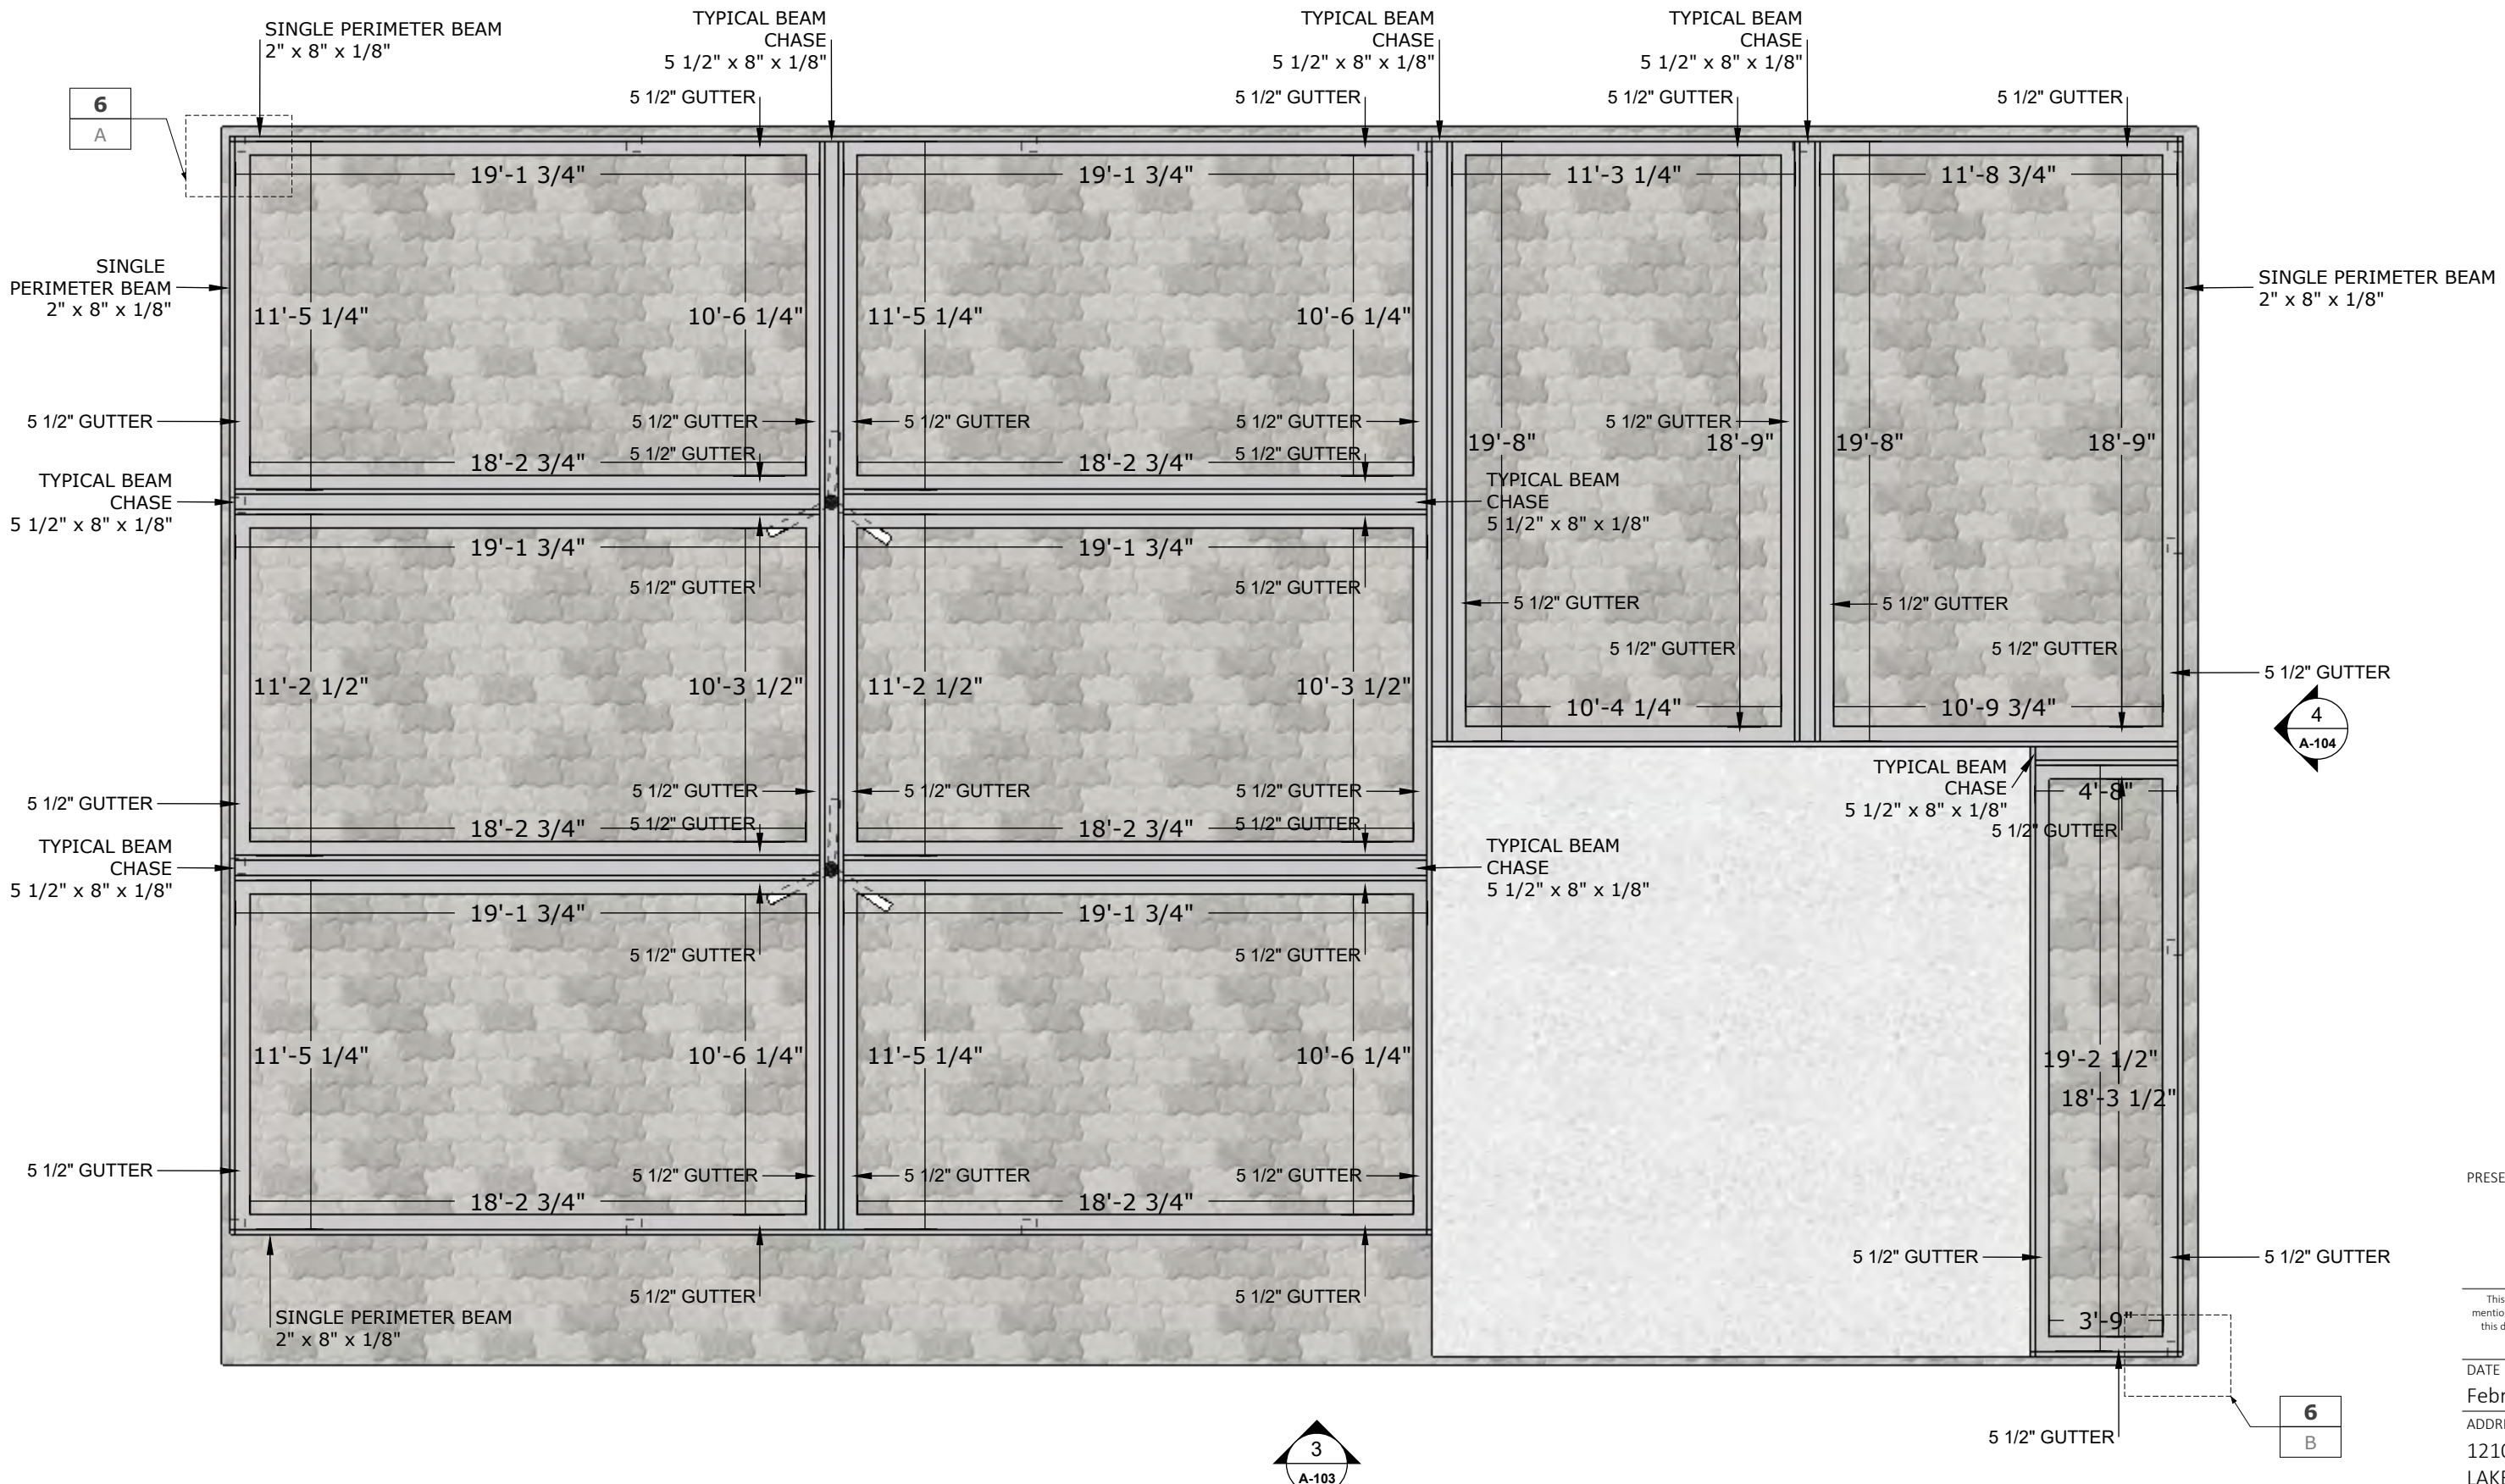 SINGLE PERIMETER BEAM
2" x 8" x 1/8"
TYPICAL BEAM
CHASE
5 1/2" x 8" x 1/8"
TYPICAL BEAM
CHASE
5 1/2" x 8" x 1/8"
TYPICAL BEAM
CHASE
5 1/2" x 8" x 1/8"
6
A
5 1/2" GUTTER
5 1/2" GUTTER
5 1/2" GUTTER
5 1/2" GUTTER
19'-1 3/4"
19'-1 3/4"
11'-3 1/4"
11'-8 3/4"
SINGLE
PERIMETER BEAM
2" x 8" x 1/8"
SINGLE PERIMETER BEAM
2" x 8" x 1/8"
11'-5 1/4"
10'-6 1/4"
11'-5 1/4"
10'-6 1/4"
5 1/2" GUTTER
5 1/2" GUTTER
5 1/2" GUTTER
5 1/2" GUTTER
5 1/2" GUTTER
19'-8"
18'-9"
19'-8"
18'-9"
5 1/2" GUTTER
5 1/2" GUTTER
18'-2 3/4"
18'-2 3/4"
TYPICAL BEAM
CHASE
5 1/2" x 8" x 1/8"
TYPICAL BEAM
CHASE
5 1/2" x 8" x 1/8"
19'-1 3/4"
19'-1 3/4"
5 1/2" GUTTER
5 1/2" GUTTER
5 1/2" GUTTER
5 1/2" GUTTER
5 1/2" GUTTER
5 1/2" GUTTER
5 1/2" GUTTER
11'-2 1/2"
10'-3 1/2"
11'-2 1/2"
10'-3 1/2"
10'-4 1/4"
10'-9 3/4"
4
A-104
5 1/2" GUTTER
5 1/2" GUTTER
5 1/2" GUTTER
5 1/2" GUTTER
TYPICAL BEAM
CHASE
5 1/2" x 8" x 1/8"
4'-8"
5 1/2" GUTTER
18'-2 3/4"
5 1/2" GUTTER
18'-2 3/4"
5 1/2" GUTTER
TYPICAL BEAM
CHASE
5 1/2" x 8" x 1/8"
TYPICAL BEAM
CHASE
5 1/2" x 8" x 1/8"
19'-1 3/4"
19'-1 3/4"
5 1/2" GUTTER
5 1/2" GUTTER
11'-5 1/4"
10'-6 1/4"
11'-5 1/4"
10'-6 1/4"
19'-2 1/2"
18'-3 1/2"
5 1/2" GUTTER
5 1/2" GUTTER
5 1/2" GUTTER
5 1/2" GUTTER
18'-2 3/4"
18'-2 3/4"
5 1/2" GUTTER
5 1/2" GUTTER
5 1/2" GUTTER
5 1/2" GUTTER
SINGLE PERIMETER BEAM
2" x 8" x 1/8"
3'-9"
5 1/2" GUTTER
6
B
3
A-103
PRESE
This
mentio
this d
DATE
Febr
ADDR
1210
LAKE